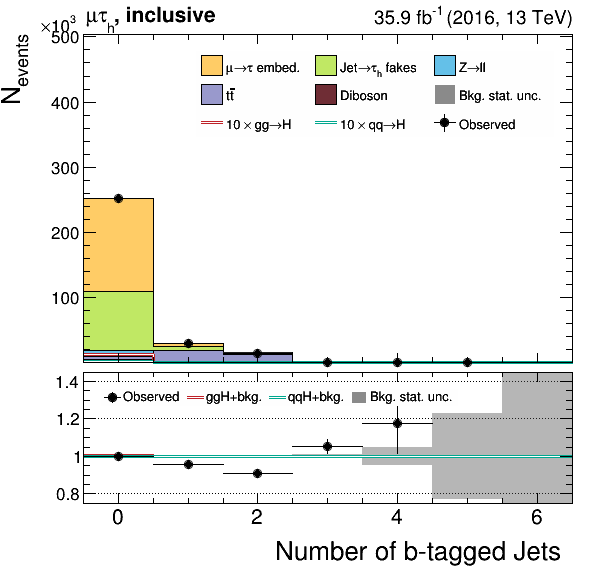 ×10³ μτₕ, inclusive 35.9 fb⁻¹ (2016, 13 TeV)
N_events
500
400
300
200
100
μ→τ embed. Jet→τₕ fakes Z→ll
tt̄ Diboson Bkg. stat. unc.
10 × gg→H 10 × qq→H Observed
1.4
1.2
1
0.8
Observed ggH+bkg. qqH+bkg. Bkg. stat. unc.
0 2 4 6
Number of b-tagged Jets